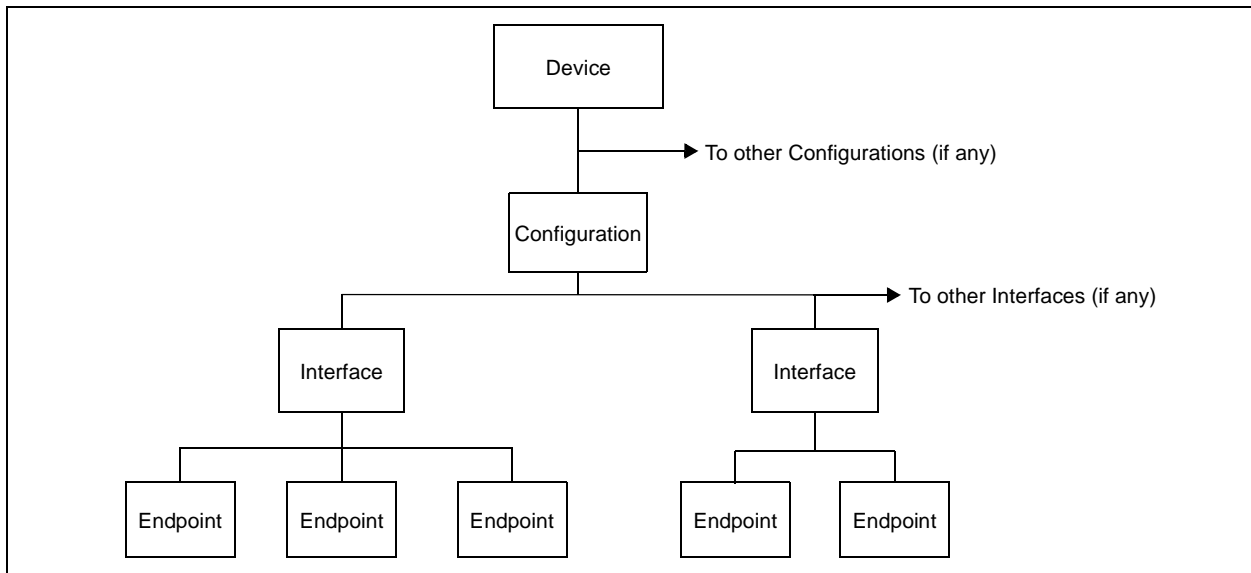 Device
To other Configurations (if any)
Configuration
To other Interfaces (if any)
Interface
Interface
Endpoint
Endpoint
Endpoint
Endpoint
Endpoint